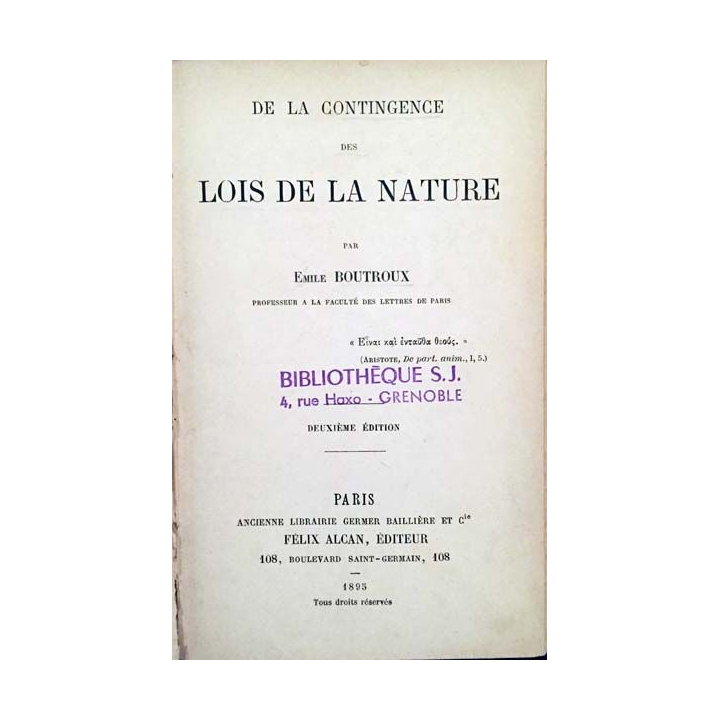 DE LA CONTINGENCE
DES
LOIS DE LA NATURE
PAR
EMILE BOUTROUX
PROFESSEUR A LA FACULTÉ DES LETTRES DE PARIS
« Εἶναι καὶ ἐνταῦθα θεούς. »
(ARISTOTE, De part. anim., I, 5.)
BIBLIOTHÈQUE S.J.
4, rue Haxo - GRENOBLE
DEUXIÈME ÉDITION
PARIS
ANCIENNE LIBRAIRIE GERMER BAILLIÈRE ET Cie
FÉLIX ALCAN, ÉDITEUR
108, BOULEVARD SAINT-GERMAIN, 108
1895
Tous droits réservés